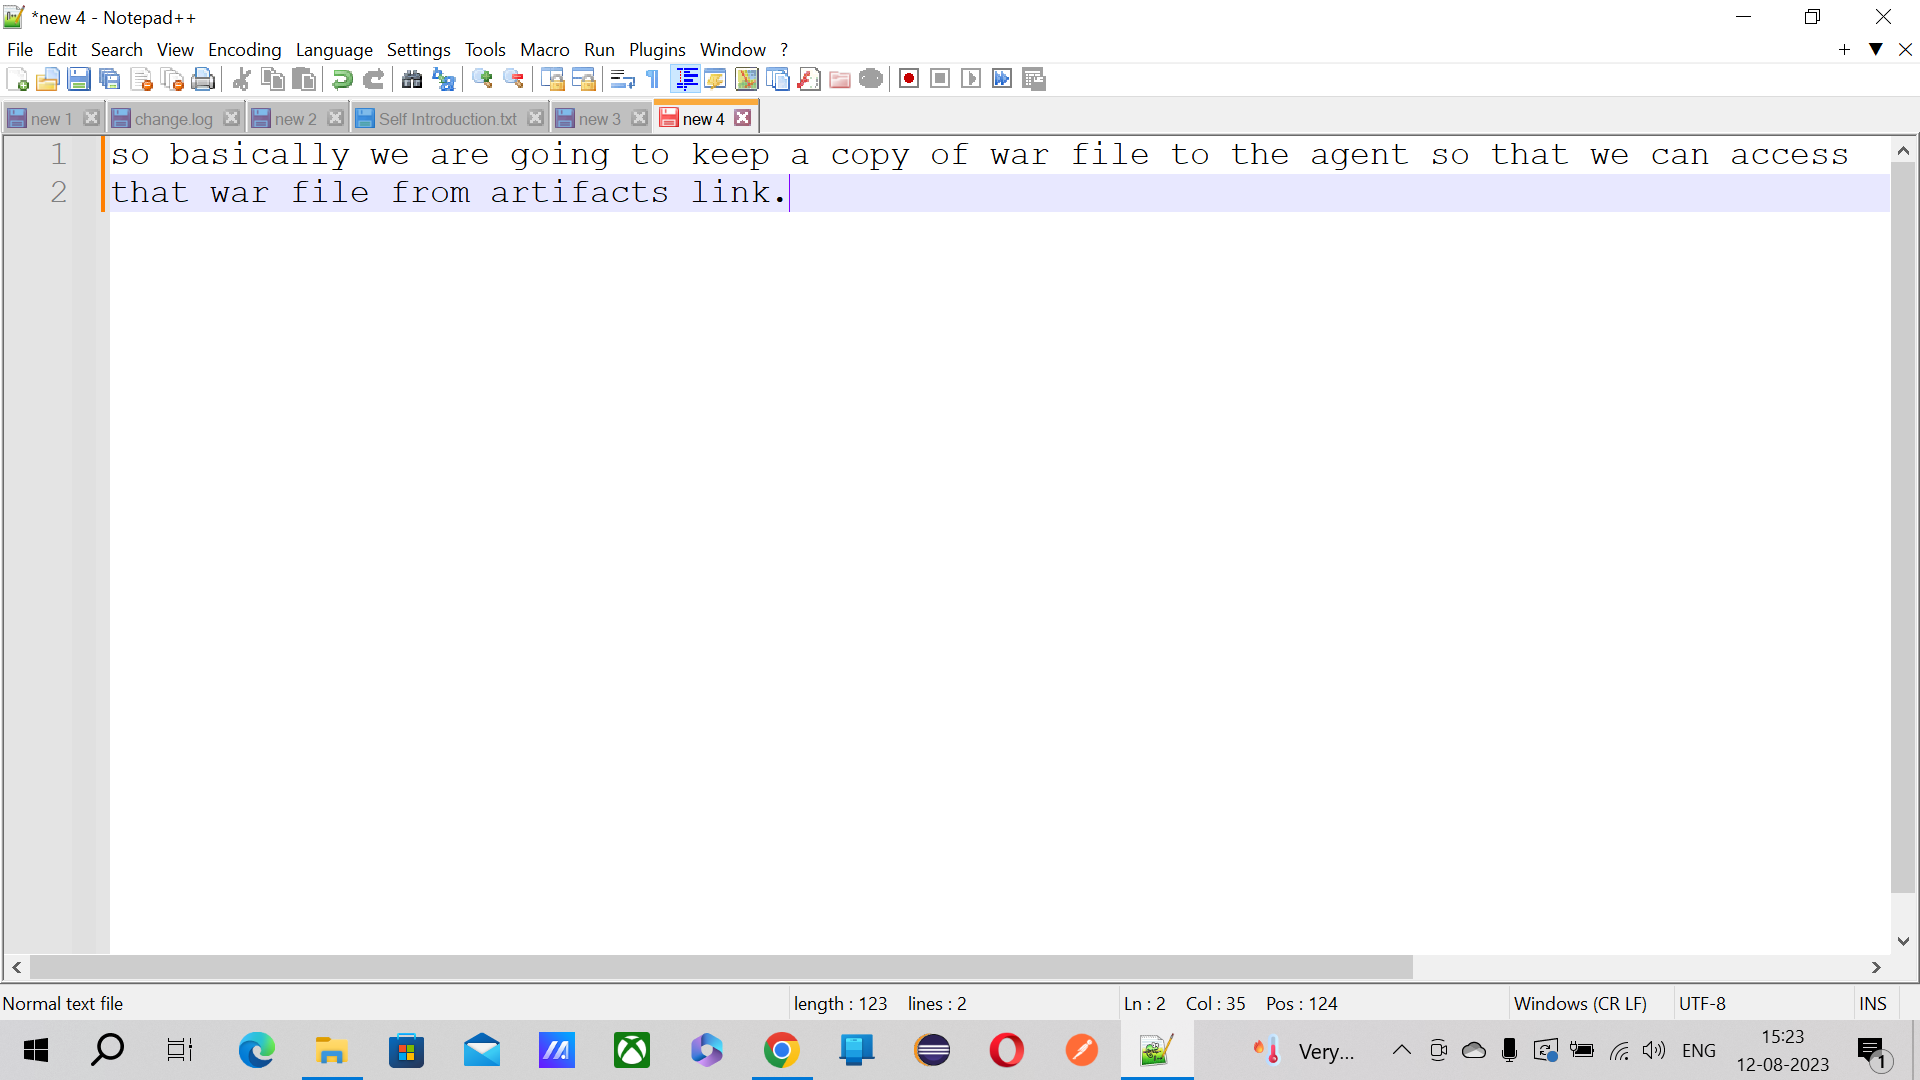 *new 4 - Notepad++
File Edit Search View Encoding Language Settings Tools Macro Run Plugins Window ?
new 1 change.log new 2 Self Introduction.txt new 3 new 4
1 so basically we are going to keep a copy of war file to the agent so that we can access
2 that war file from artifacts link.
Normal text file length : 123 lines : 2 Ln : 2 Col : 35 Pos : 124 Windows (CR LF) UTF-8 INS
Very... ENG 15:23
12-08-2023 1